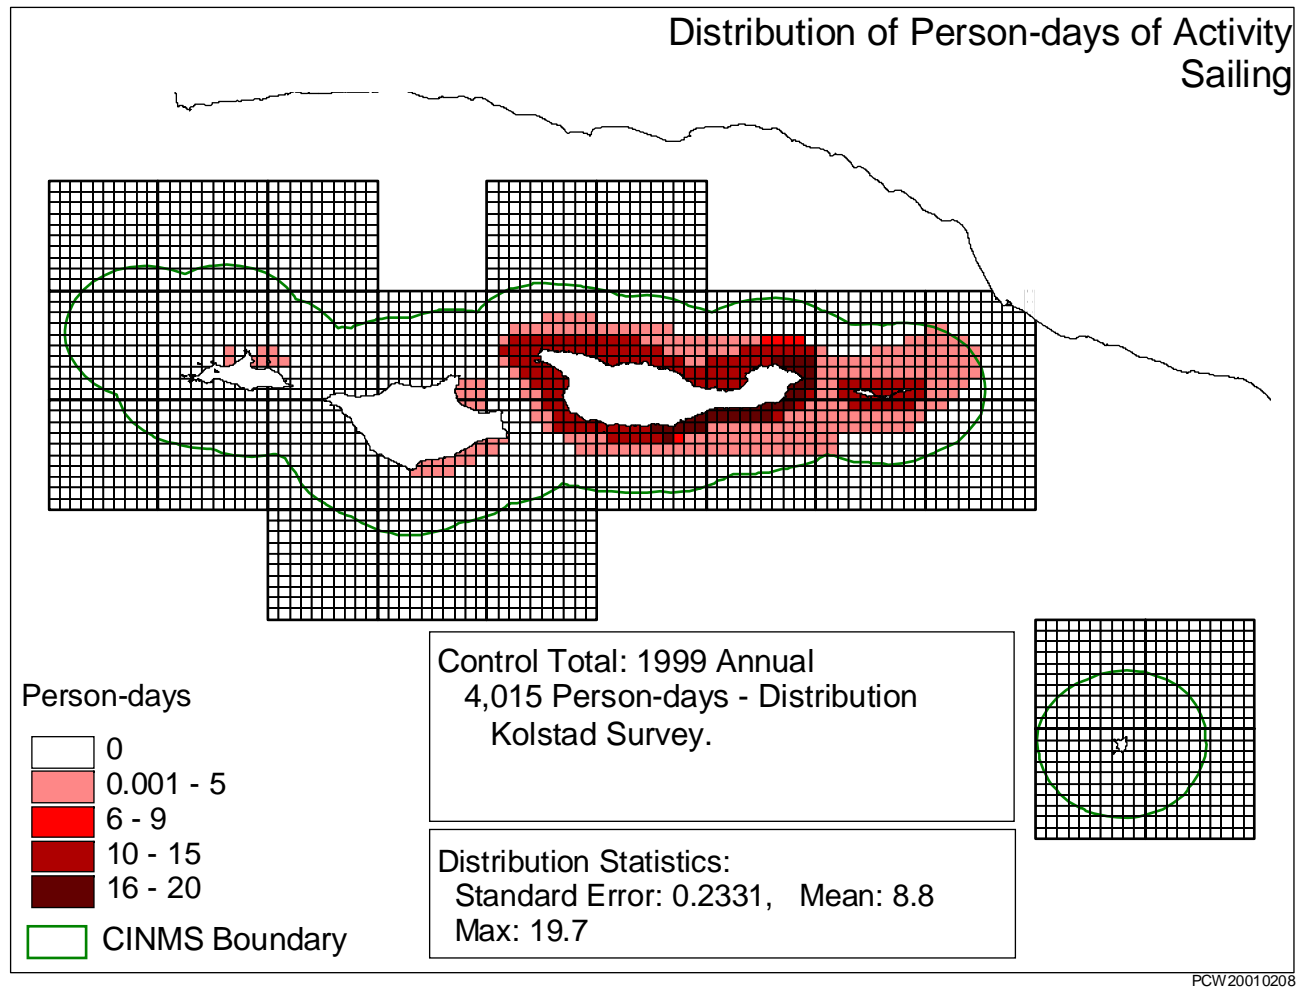 Distribution of Person-days of Activity
Sailing
Control Total: 1999 Annual
4,015 Person-days - Distribution
Kolstad Survey.
Person-days
0
0.001 - 5
6 - 9
10 - 15
16 - 20
CINMS Boundary
Distribution Statistics:
Standard Error: 0.2331, Mean: 8.8
Max: 19.7
PCW20010208